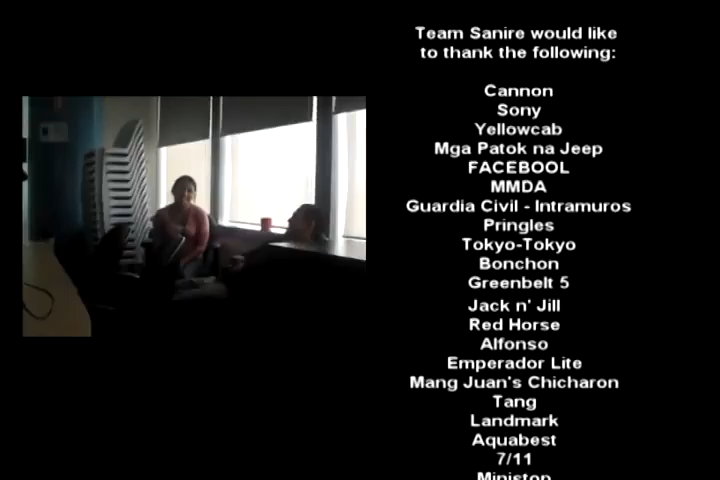 Team Sanire would like
to thank the following:
Cannon
Sony
Yellowcab
Mga Patok na Jeep
FACEBOOL
MMDA
Guardia Civil - Intramuros
Pringles
Tokyo-Tokyo
Bonchon
Greenbelt 5
Jack n' Jill
Red Horse
Alfonso
Emperador Lite
Mang Juan's Chicharon
Tang
Landmark
Aquabest
7/11
Ministop